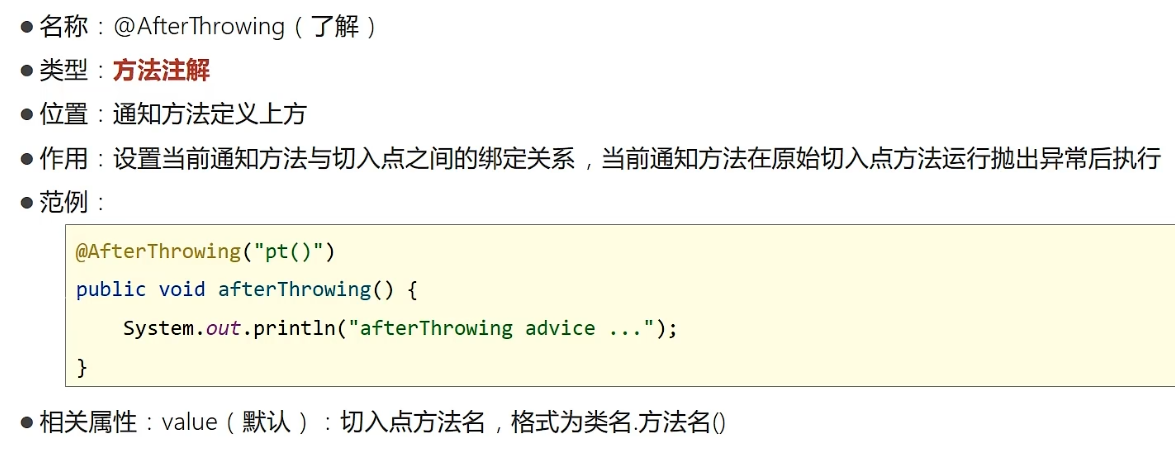 ● 名称：@AfterThrowing（了解）
● 类型：方法注解
● 位置：通知方法定义上方
● 作用：设置当前通知方法与切入点之间的绑定关系，当前通知方法在原始切入点方法运行抛出异常后执行
● 范例：
@AfterThrowing("pt()")
public void afterThrowing() {
    System.out.println("afterThrowing advice ...");
}
● 相关属性：value（默认）：切入点方法名，格式为类名.方法名()